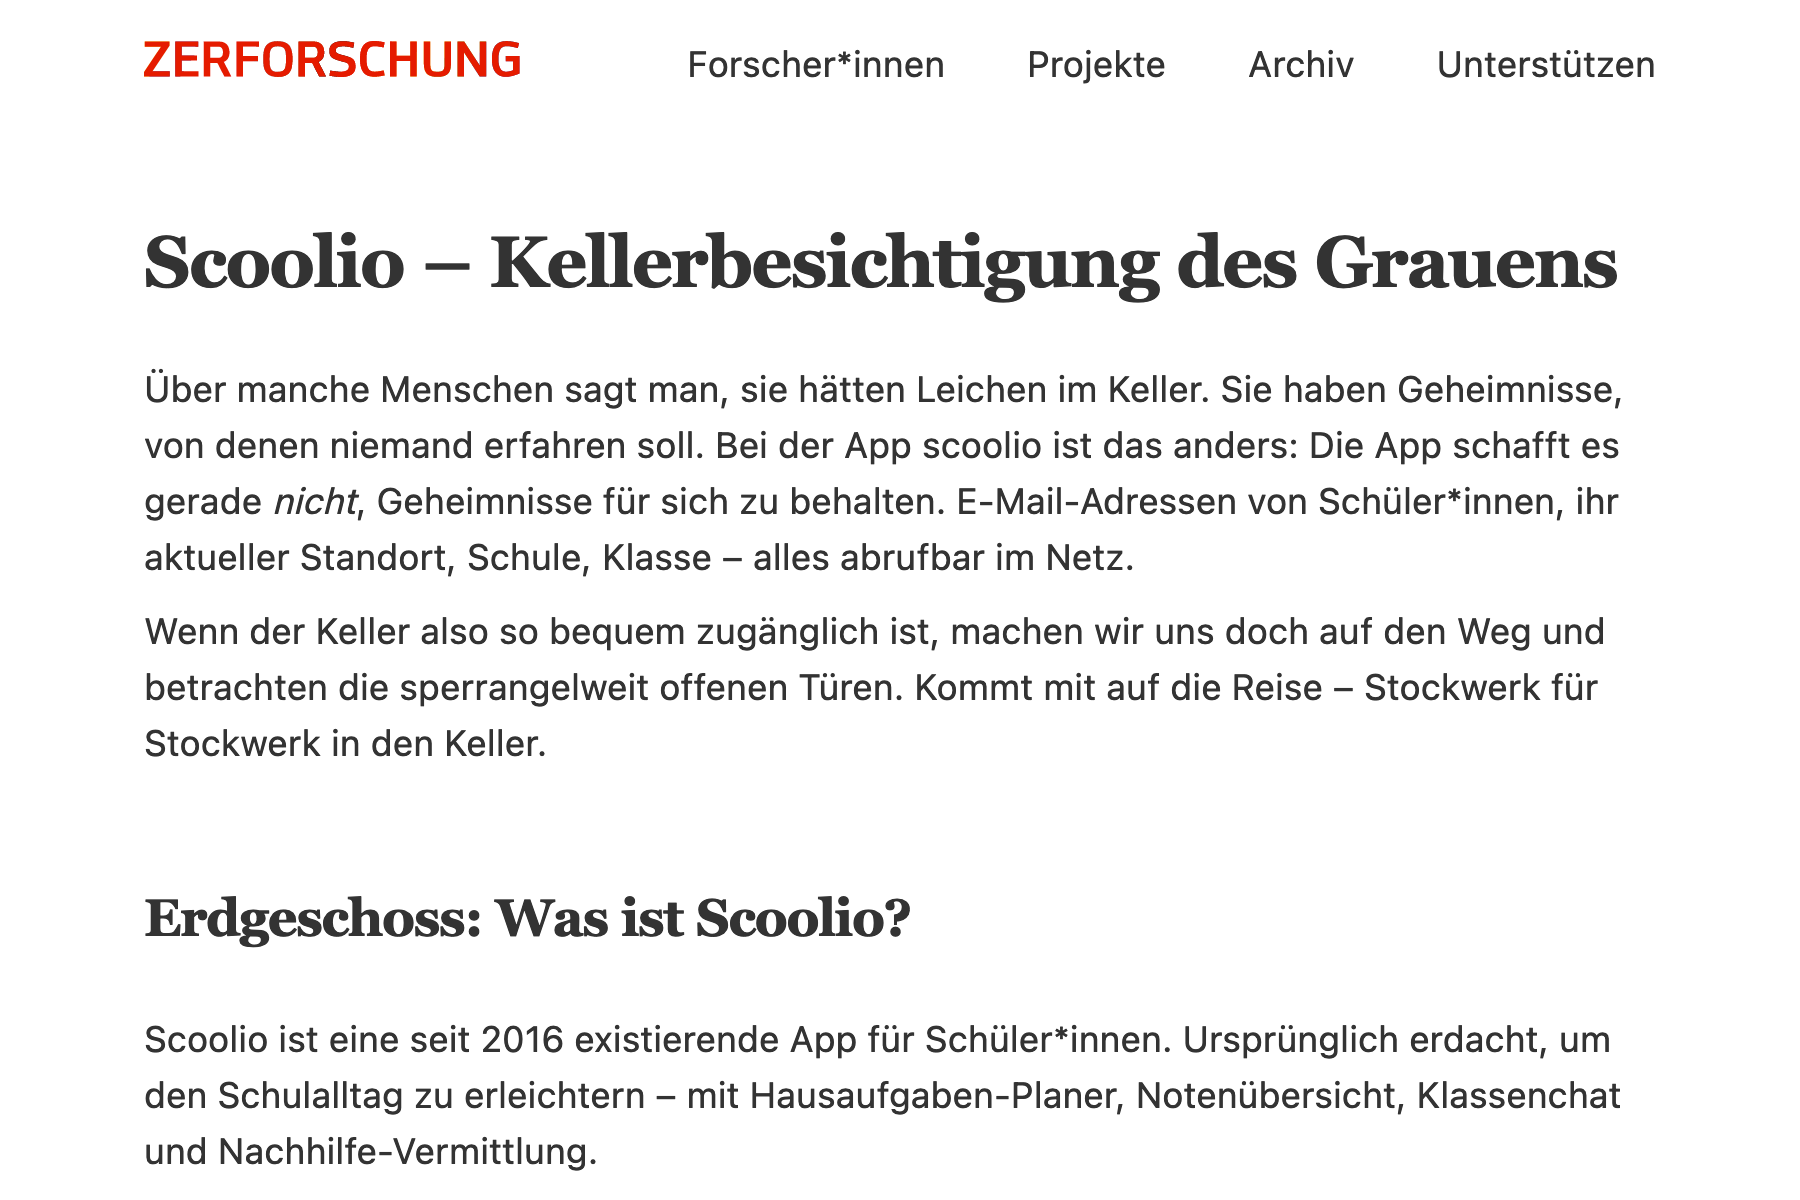 ZERFORSCHUNG
Forscher*innen Projekte Archiv Unterstützen
Scoolio – Kellerbesichtigung des Grauens
Über manche Menschen sagt man, sie hätten Leichen im Keller. Sie haben Geheimnisse,
von denen niemand erfahren soll. Bei der App scoolio ist das anders: Die App schafft es
gerade nicht, Geheimnisse für sich zu behalten. E-Mail-Adressen von Schüler*innen, ihr
aktueller Standort, Schule, Klasse – alles abrufbar im Netz.
Wenn der Keller also so bequem zugänglich ist, machen wir uns doch auf den Weg und
betrachten die sperrangelweit offenen Türen. Kommt mit auf die Reise – Stockwerk für
Stockwerk in den Keller.
Erdgeschoss: Was ist Scoolio?
Scoolio ist eine seit 2016 existierende App für Schüler*innen. Ursprünglich erdacht, um
den Schulalltag zu erleichtern – mit Hausaufgaben-Planer, Notenübersicht, Klassenchat
und Nachhilfe-Vermittlung.